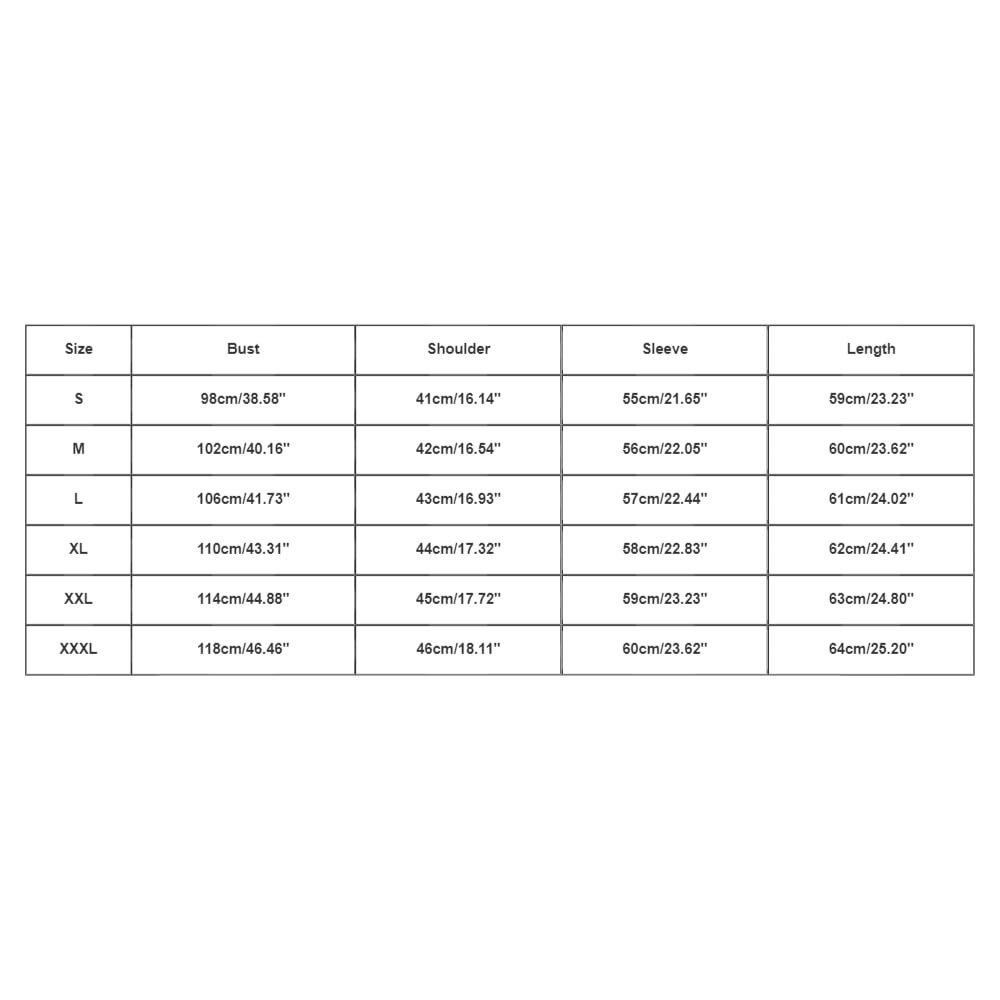 Size Bust Shoulder Sleeve Length
S 98cm/38.58" 41cm/16.14" 55cm/21.65" 59cm/23.23"
M 102cm/40.16" 42cm/16.54" 56cm/22.05" 60cm/23.62"
L 106cm/41.73" 43cm/16.93" 57cm/22.44" 61cm/24.02"
XL 110cm/43.31" 44cm/17.32" 58cm/22.83" 62cm/24.41"
XXL 114cm/44.88" 45cm/17.72" 59cm/23.23" 63cm/24.80"
XXXL 118cm/46.46" 46cm/18.11" 60cm/23.62" 64cm/25.20"